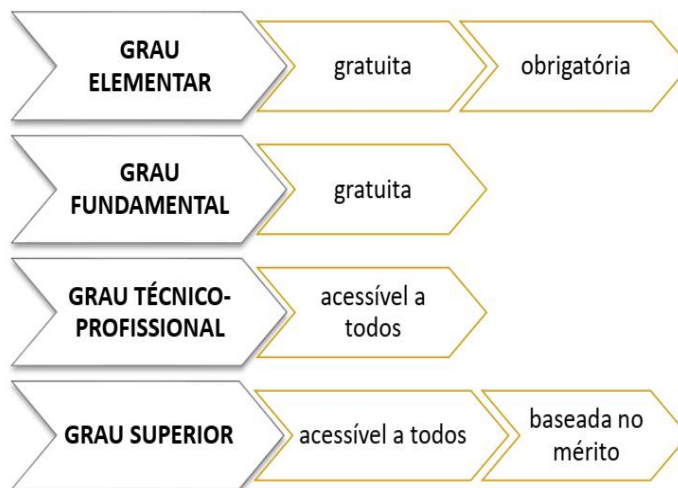 GRAU
ELEMENTAR
gratuita
obrigatória
GRAU
FUNDAMENTAL
gratuita
GRAU TÉCNICO-
PROFISSIONAL
acessível a
todos
GRAU SUPERIOR
acessível a todos
baseada no
mérito